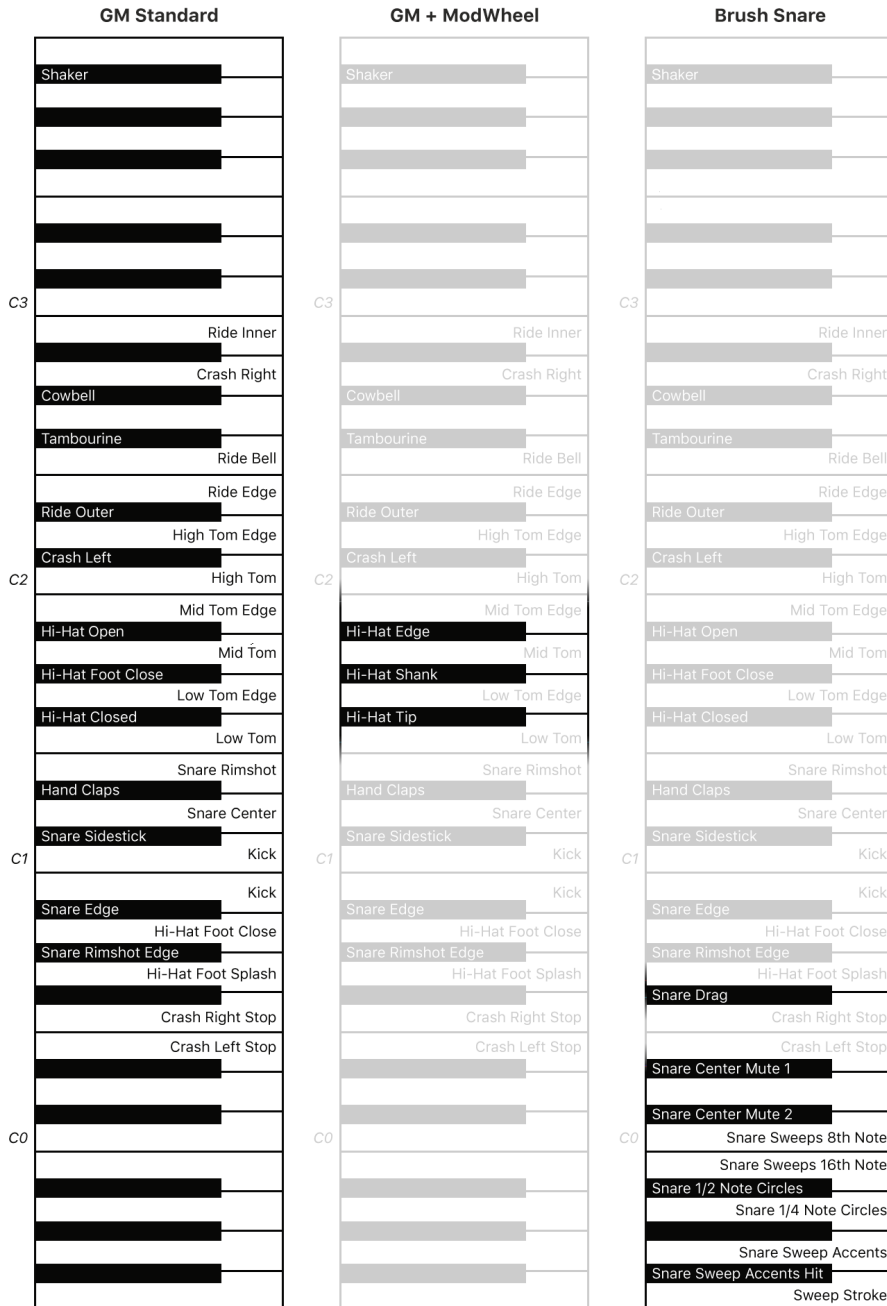 GM Standard
Shaker
C3
Ride Inner
Crash Right
Cowbell
Tambourine
Ride Bell
Ride Edge
Ride Outer
High Tom Edge
Crash Left
C2
High Tom
Mid Tom Edge
Hi-Hat Open
Mid Tom
Hi-Hat Foot Close
Low Tom Edge
Hi-Hat Closed
Low Tom
Snare Rimshot
Hand Claps
Snare Center
Snare Sidestick
C1
Kick
Kick
Snare Edge
Hi-Hat Foot Close
Snare Rimshot Edge
Hi-Hat Foot Splash
Crash Right Stop
Crash Left Stop
C0
GM + ModWheel
Shaker
C3
Ride Inner
Crash Right
Cowbell
Tambourine
Ride Bell
Ride Edge
Ride Outer
High Tom Edge
Crash Left
C2
High Tom
Mid Tom Edge
Hi-Hat Edge
Mid Tom
Hi-Hat Shank
Low Tom Edge
Hi-Hat Tip
Low Tom
Snare Rimshot
Hand Claps
Snare Center
Snare Sidestick
C1
Kick
Kick
Snare Edge
Hi-Hat Foot Close
Snare Rimshot Edge
Hi-Hat Foot Splash
Crash Right Stop
Crash Left Stop
C0
Brush Snare
Shaker
C3
Ride Inner
Crash Right
Cowbell
Tambourine
Ride Bell
Ride Edge
Ride Outer
High Tom Edge
Crash Left
C2
High Tom
Mid Tom Edge
Hi-Hat Open
Mid Tom
Hi-Hat Foot Close
Low Tom Edge
Hi-Hat Closed
Low Tom
Snare Rimshot
Hand Claps
Snare Center
Snare Sidestick
C1
Kick
Kick
Snare Edge
Hi-Hat Foot Close
Snare Rimshot Edge
Hi-Hat Foot Splash
Snare Drag
Crash Right Stop
Crash Left Stop
Snare Center Mute 1
Snare Center Mute 2
C0
Snare Sweeps 8th Note
Snare Sweeps 16th Note
Snare 1/2 Note Circles
Snare 1/4 Note Circles
Snare Sweep Accents
Snare Sweep Accents Hit
Sweep Stroke